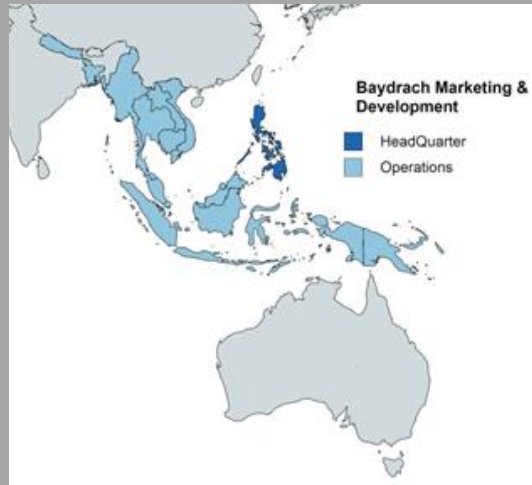 Baydrach Marketing &
Development
HeadQuarter
Operations